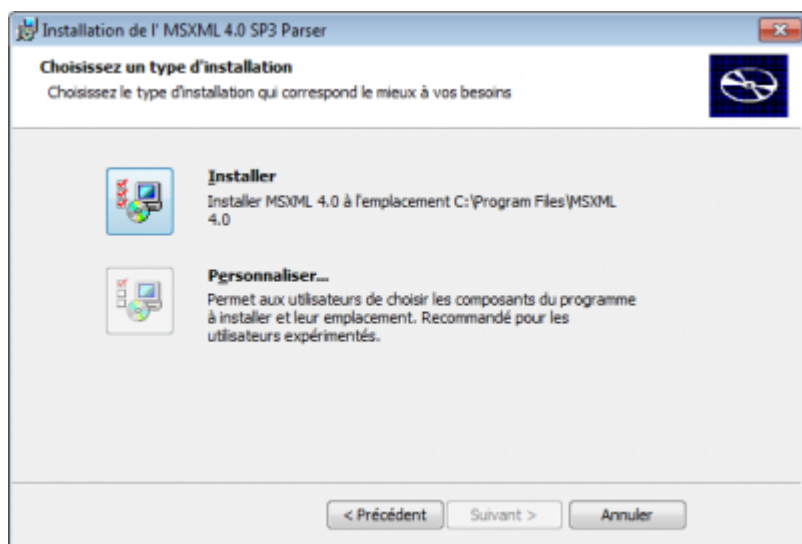 Installation de l' MSXML 4.0 SP3 Parser
Choisissez un type d'installation
Choisissez le type d'installation qui correspond le mieux à vos besoins
Installer
Installer MSXML 4.0 à l'emplacement C:\Program Files\MSXML
4.0
Personnaliser...
Permet aux utilisateurs de choisir les composants du programme
à installer et leur emplacement. Recommandé pour les
utilisateurs expérimentés.
< Précédent
Suivant >
Annuler